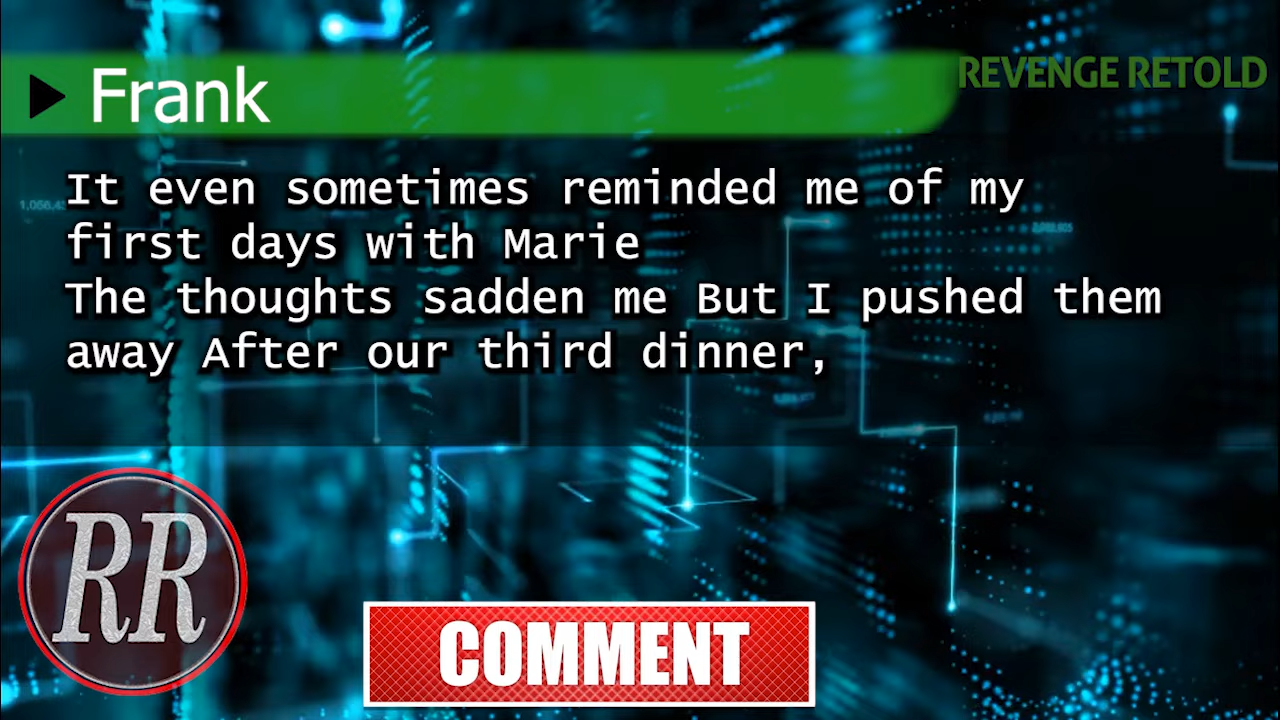 Frank
REVENGE RETOLD
It even sometimes reminded me of my
first days with Marie
The thoughts sadden me But I pushed them
away After our third dinner,
RR
COMMENT